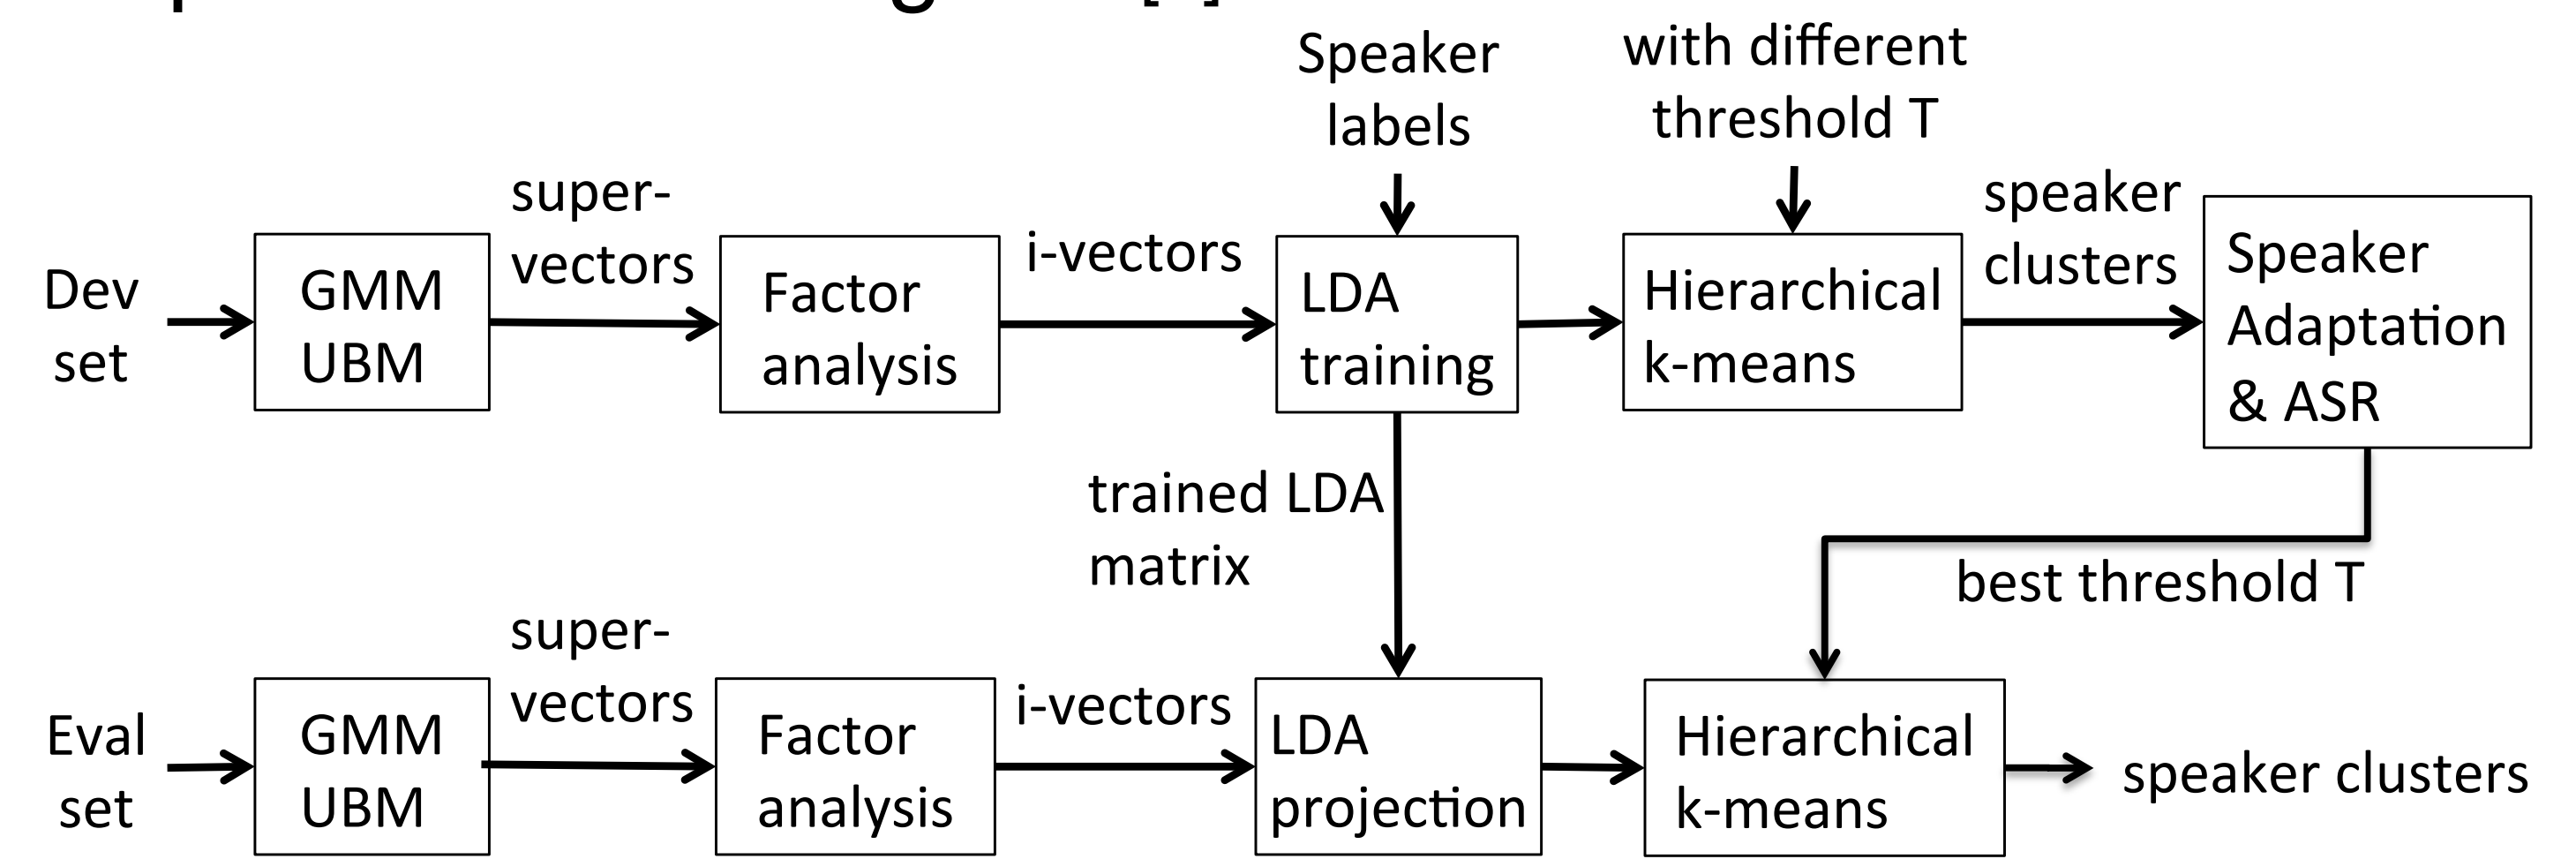 Speaker
labels
with different
threshold T
Dev
set
GMM
UBM
super-
vectors
Factor
analysis
i-vectors
LDA
training
Hierarchical
k-means
speaker
clusters
Speaker
Adaptation
& ASR
trained LDA
matrix
best threshold T
Eval
set
GMM
UBM
super-
vectors
Factor
analysis
i-vectors
LDA
projection
Hierarchical
k-means
speaker clusters